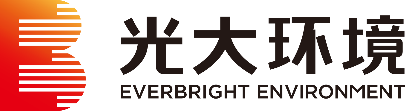 光大环境
EVERBRIGHT ENVIRONMENT